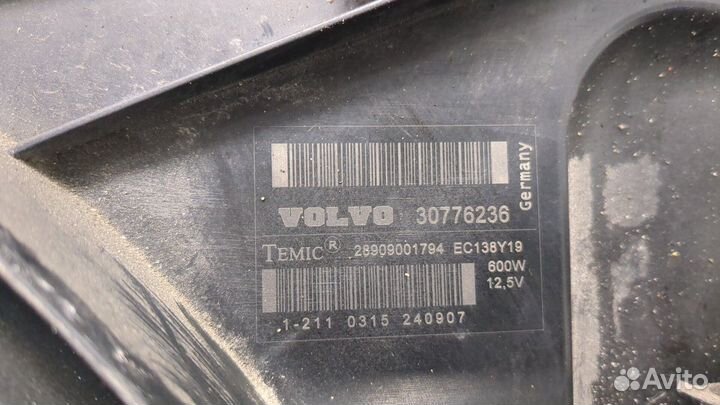 VOLVO 30776236
Germany
TEMIC® 28909001794 EC138Y19
600W
12,5V
1-211 0315 240907
Avito